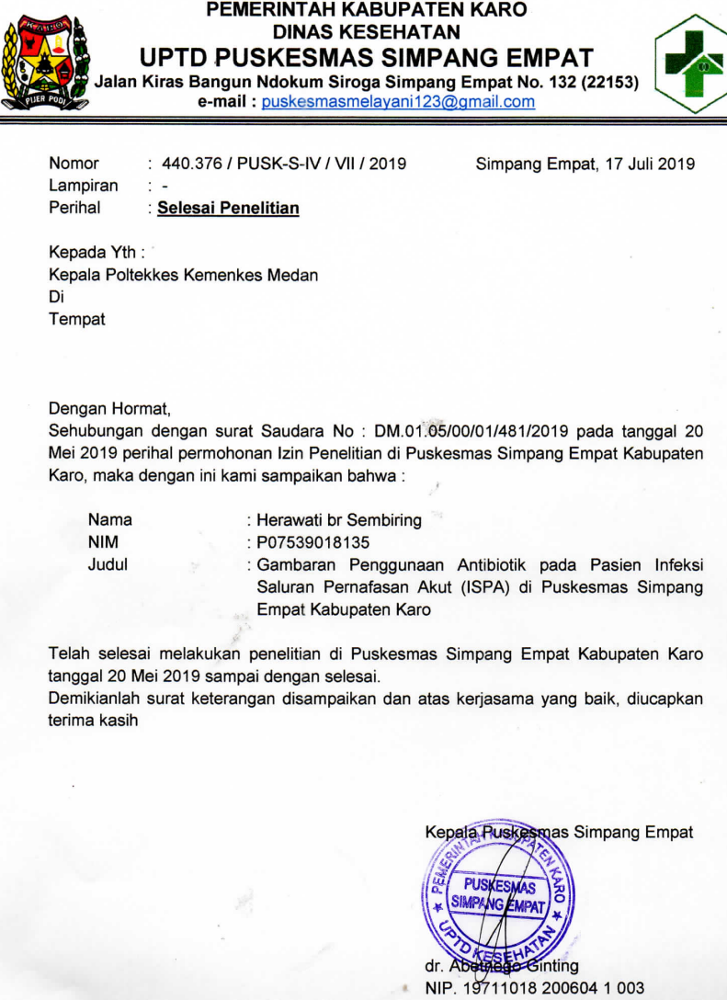 PEMERINTAH KABUPATEN KARO
DINAS KESEHATAN
UPTD PUSKESMAS SIMPANG EMPAT
Jalan Kiras Bangun Ndokum Siroga Simpang Empat No. 132 (22153)
e-mail : puskesmasmelayani123@gmail.com
KARO
PIJER PODI
Nomor : 440.376 / PUSK-S-IV / VII / 2019 Simpang Empat, 17 Juli 2019
Lampiran : -
Perihal : Selesai Penelitian
Kepada Yth :
Kepala Poltekkes Kemenkes Medan
Di
Tempat
Dengan Hormat,
Sehubungan dengan surat Saudara No : DM.01.05/00/01/481/2019 pada tanggal 20
Mei 2019 perihal permohonan Izin Penelitian di Puskesmas Simpang Empat Kabupaten
Karo, maka dengan ini kami sampaikan bahwa :
Nama : Herawati br Sembiring
NIM : P07539018135
Judul : Gambaran Penggunaan Antibiotik pada Pasien Infeksi
Saluran Pernafasan Akut (ISPA) di Puskesmas Simpang
Empat Kabupaten Karo
Telah selesai melakukan penelitian di Puskesmas Simpang Empat Kabupaten Karo
tanggal 20 Mei 2019 sampai dengan selesai.
Demikianlah surat keterangan disampaikan dan atas kerjasama yang baik, diucapkan
terima kasih
Kepala Puskesmas Simpang Empat
PEMERINTAH KABUPATEN KARO
PUSKESMAS
SIMPANG EMPAT
UPTD KESEHATAN
dr. Abetnego Ginting
NIP. 19711018 200604 1 003